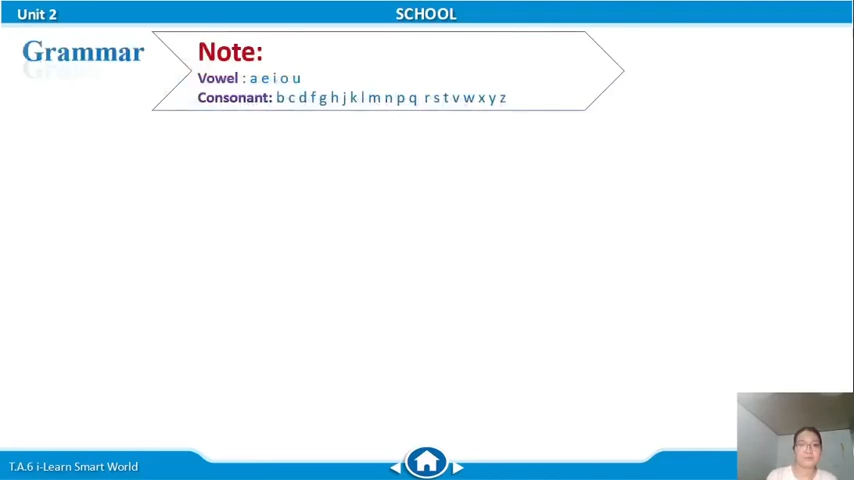 Unit 2
SCHOOL
Grammar
Note:
Vowel : a e i o u
Consonant: b c d f g h j k l m n p q r s t v w x y z
T.A.6 i-Learn Smart World